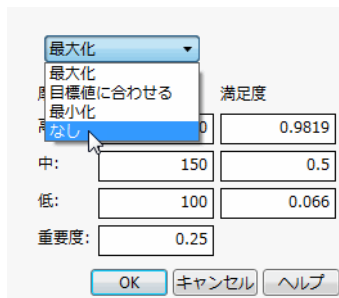 最大化
最大化
目標値に合わせる 満足度
最小化
なし 0.9819
中: 150 0.5
低: 100 0.066
重要度: 0.25
OK キャンセル ヘルプ